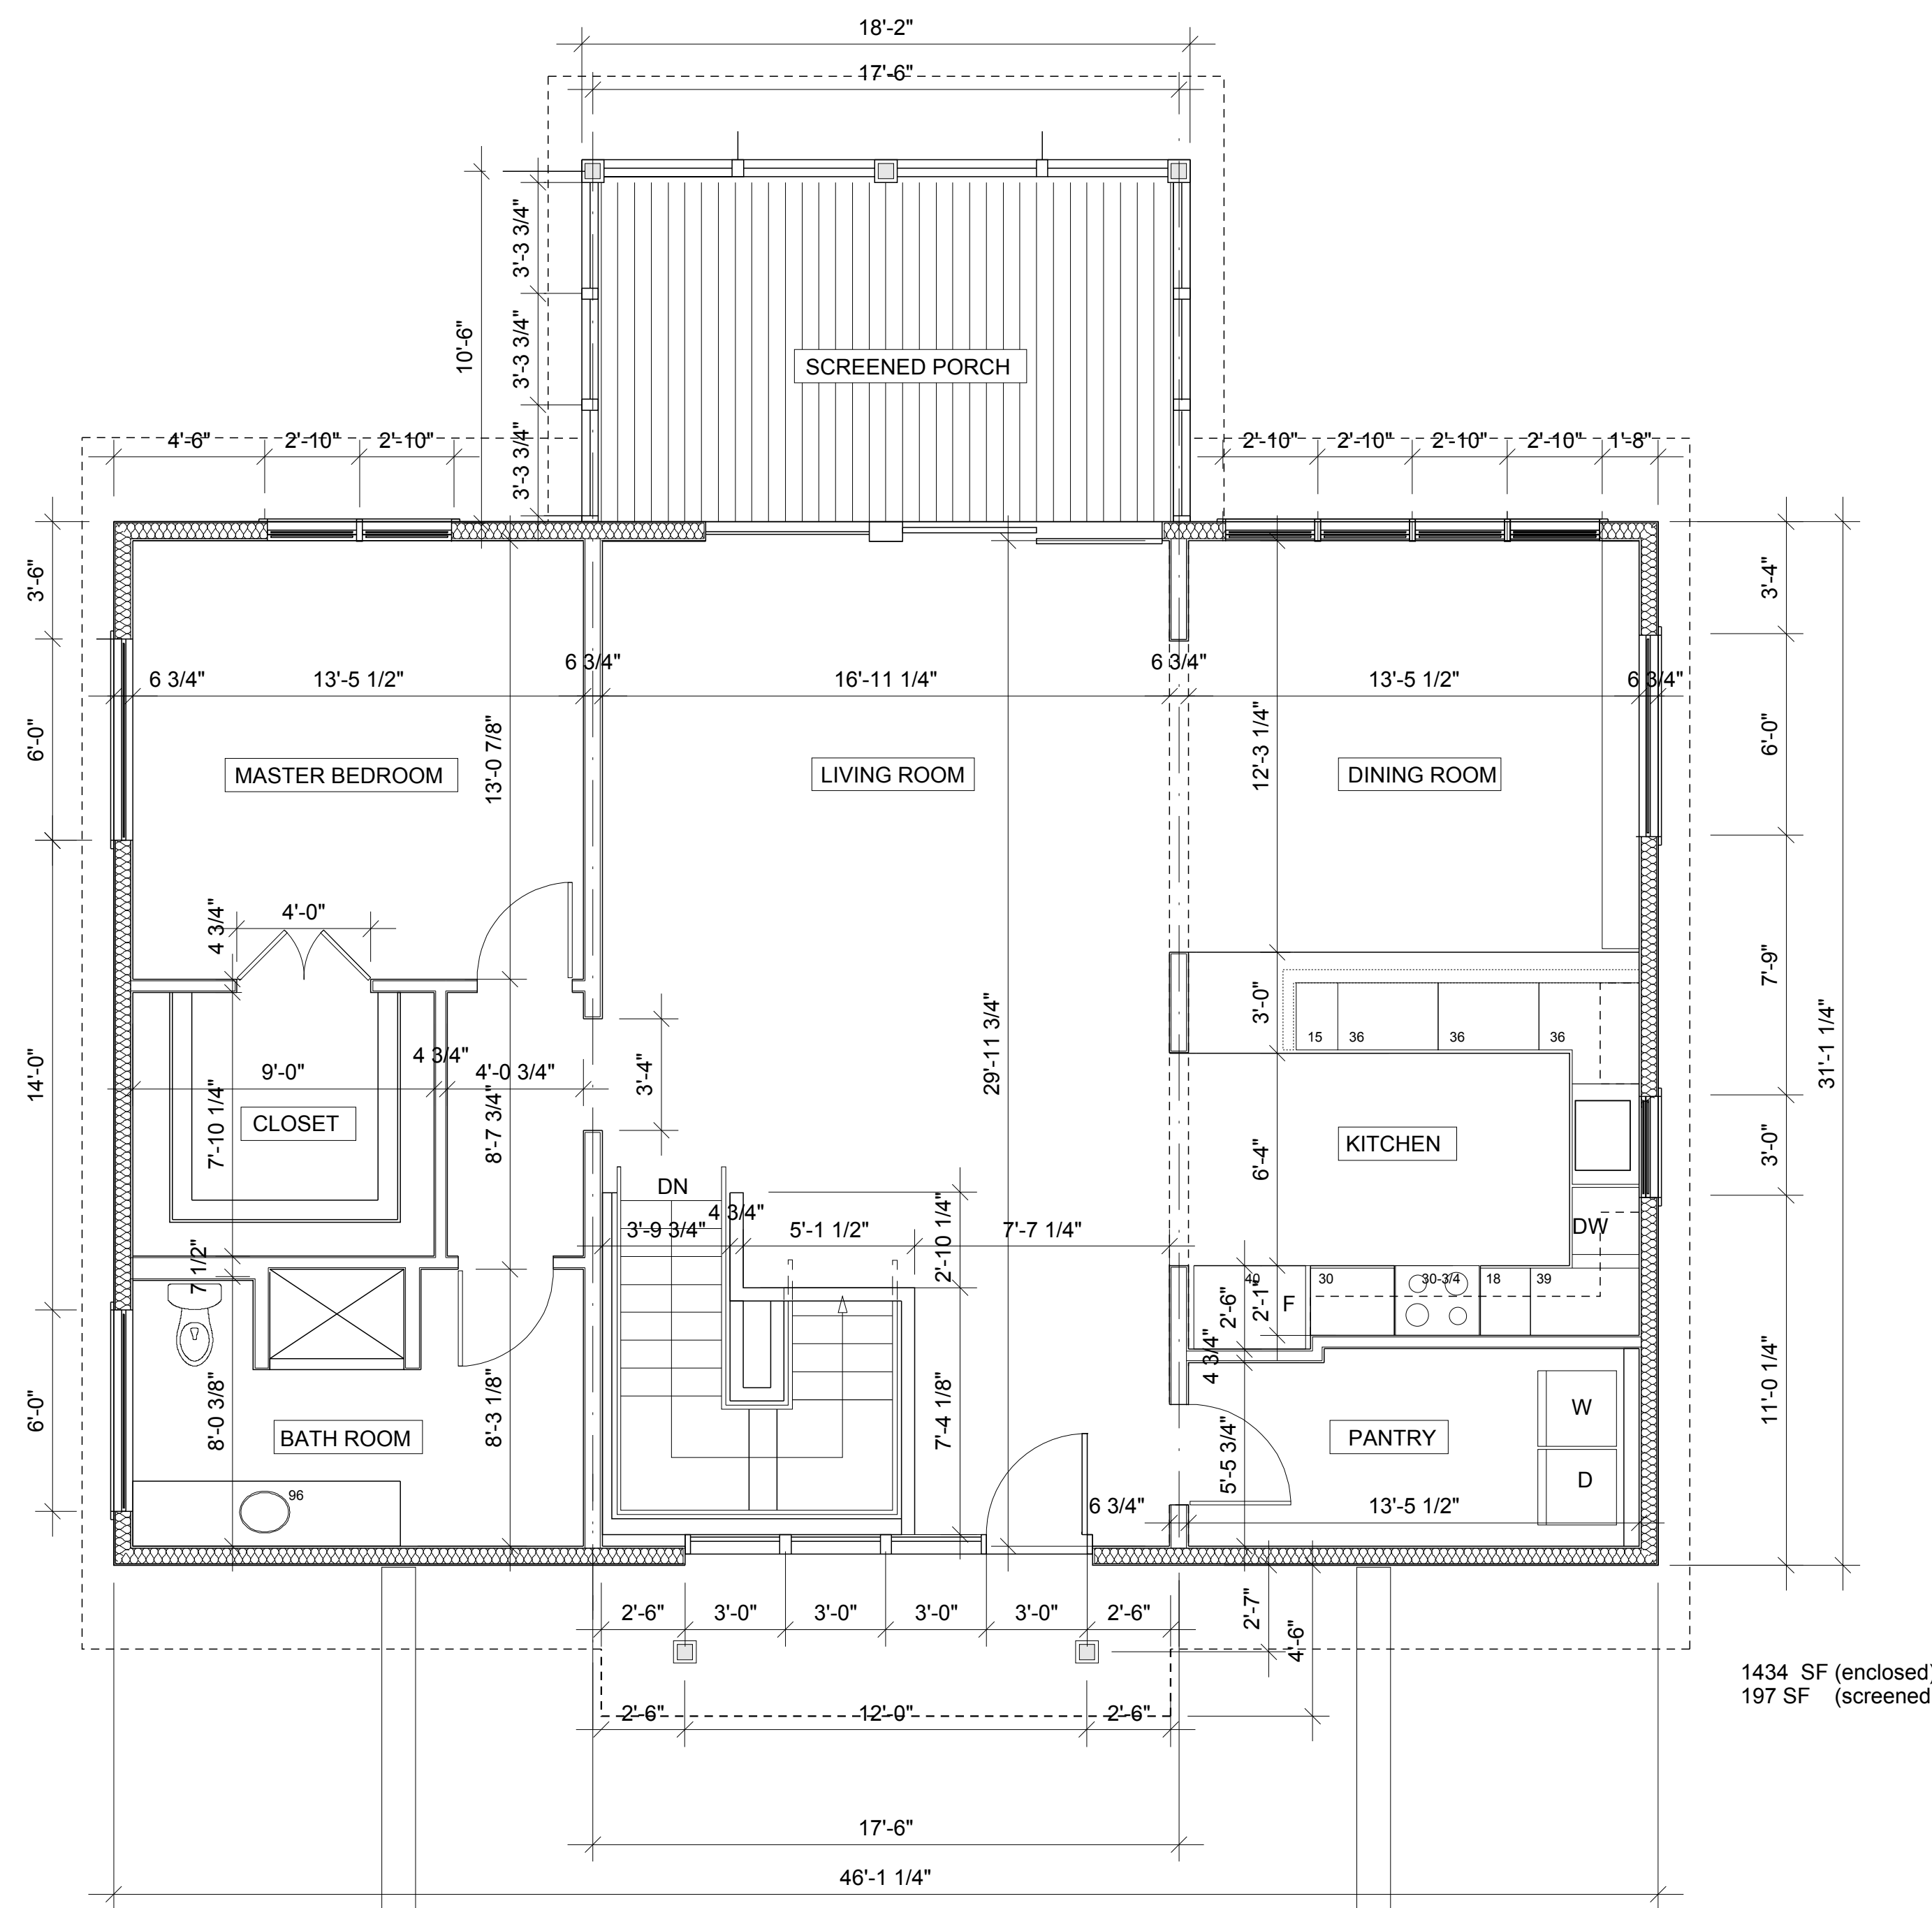 18'-2"
17'-6"
3'-3 3/4"
10'-6"
3'-3 3/4"
SCREENED PORCH
3'-3 3/4"
4'-6" 2'-10" 2'-10"
2'-10" 2'-10" 2'-10" 2'-10" 1'-8"
3'-6"
3'-4"
6 3/4" 13'-5 1/2" 6 3/4" 16'-11 1/4" 6 3/4" 13'-5 1/2" 6 3/4"
6'-0"
13'-0 7/8"
12'-3 1/4"
6'-0"
MASTER BEDROOM
LIVING ROOM
DINING ROOM
4 3/4"
4'-0"
7'-9"
3'-0"
15 36 36 36
31'-1 1/4"
14'-0"
9'-0"
4 3/4"
4'-0 3/4"
3'-4"
29'-11 3/4"
7'-10 1/4"
CLOSET
8'-7 3/4"
6'-4"
KITCHEN
3'-0"
DN
DW
3'-9 3/4"
4 3/4"
5'-1 1/2"
2'-10 1/4"
7'-7 1/4"
7 1/2"
40 30 30-3/4 18 39
F
2'-6"
2'-1"
4 3/4"
6'-0"
8'-0 3/8"
BATH ROOM
8'-3 1/8"
7'-4 1/8"
5'-5 3/4"
PANTRY
W
D
11'-0 1/4"
96
6 3/4"
13'-5 1/2"
2'-6" 3'-0" 3'-0" 3'-0" 3'-0" 2'-6"
2'-7"
4'-6"
1434 SF (enclosed)
197 SF (screened
2'-6" 12'-0" 2'-6"
17'-6"
46'-1 1/4"